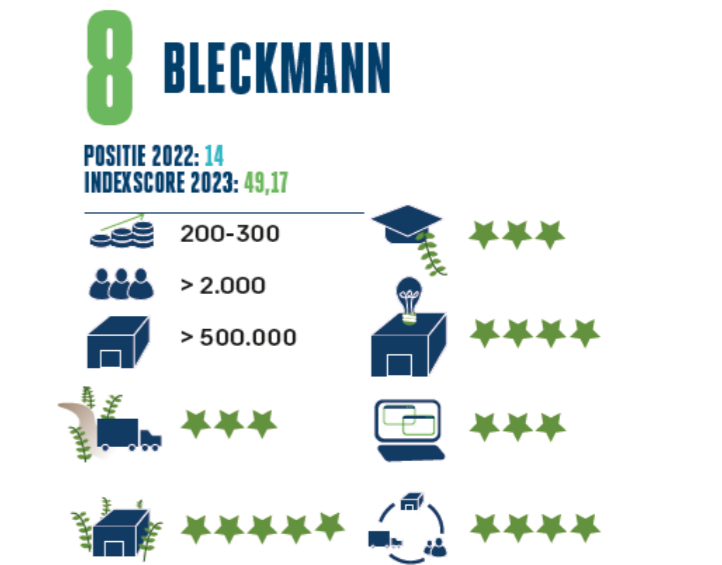 8 BLECKMANN
POSITIE 2022: 14
INDEXSCORE 2023: 49,17
200-300
> 2.000
> 500.000